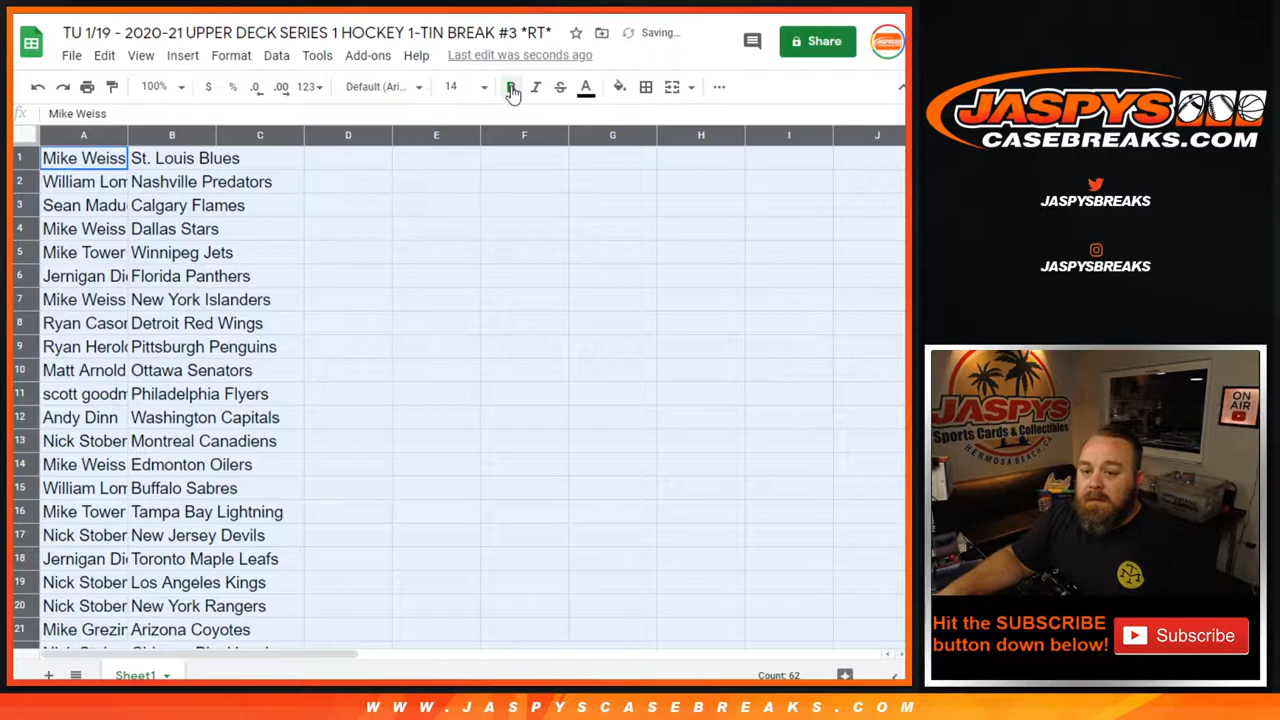 TU 1/19 - 2020-21 UPPER DECK SERIES 1 HOCKEY 1-TIN BREAK #3 *RT*
Saving...
Share
File Edit View Insert Format Data Tools Add-ons Help Last edit was seconds ago
100% $ % .0 .00 123 Default (Ari... 14 B I S A
fx Mike Weiss
A B C D E F G H I J
1 Mike Weiss St. Louis Blues
2 William Lom Nashville Predators
3 Sean Madu Calgary Flames
4 Mike Weiss Dallas Stars
5 Mike Tower Winnipeg Jets
6 Jernigan Di Florida Panthers
7 Mike Weiss New York Islanders
8 Ryan Cason Detroit Red Wings
9 Ryan Herold Pittsburgh Penguins
10 Matt Arnold Ottawa Senators
11 scott goodm Philadelphia Flyers
12 Andy Dinn Washington Capitals
13 Nick Stober Montreal Canadiens
14 Mike Weiss Edmonton Oilers
15 William Lom Buffalo Sabres
16 Mike Tower Tampa Bay Lightning
17 Nick Stober New Jersey Devils
18 Jernigan Di Toronto Maple Leafs
19 Nick Stober Los Angeles Kings
20 Nick Stober New York Rangers
21 Mike Grezin Arizona Coyotes
Sheet1
Count: 62
JASPYS
CASEBREAKS.COM
JASPYSBREAKS
JASPYSBREAKS
JASPYS
Sports Cards & Collectibles
HERMOSA BEACH, CA
ON
AIR
Hit the SUBSCRIBE
button down below!
Subscribe
WWW.JASPYSCASEBREAKS.COM